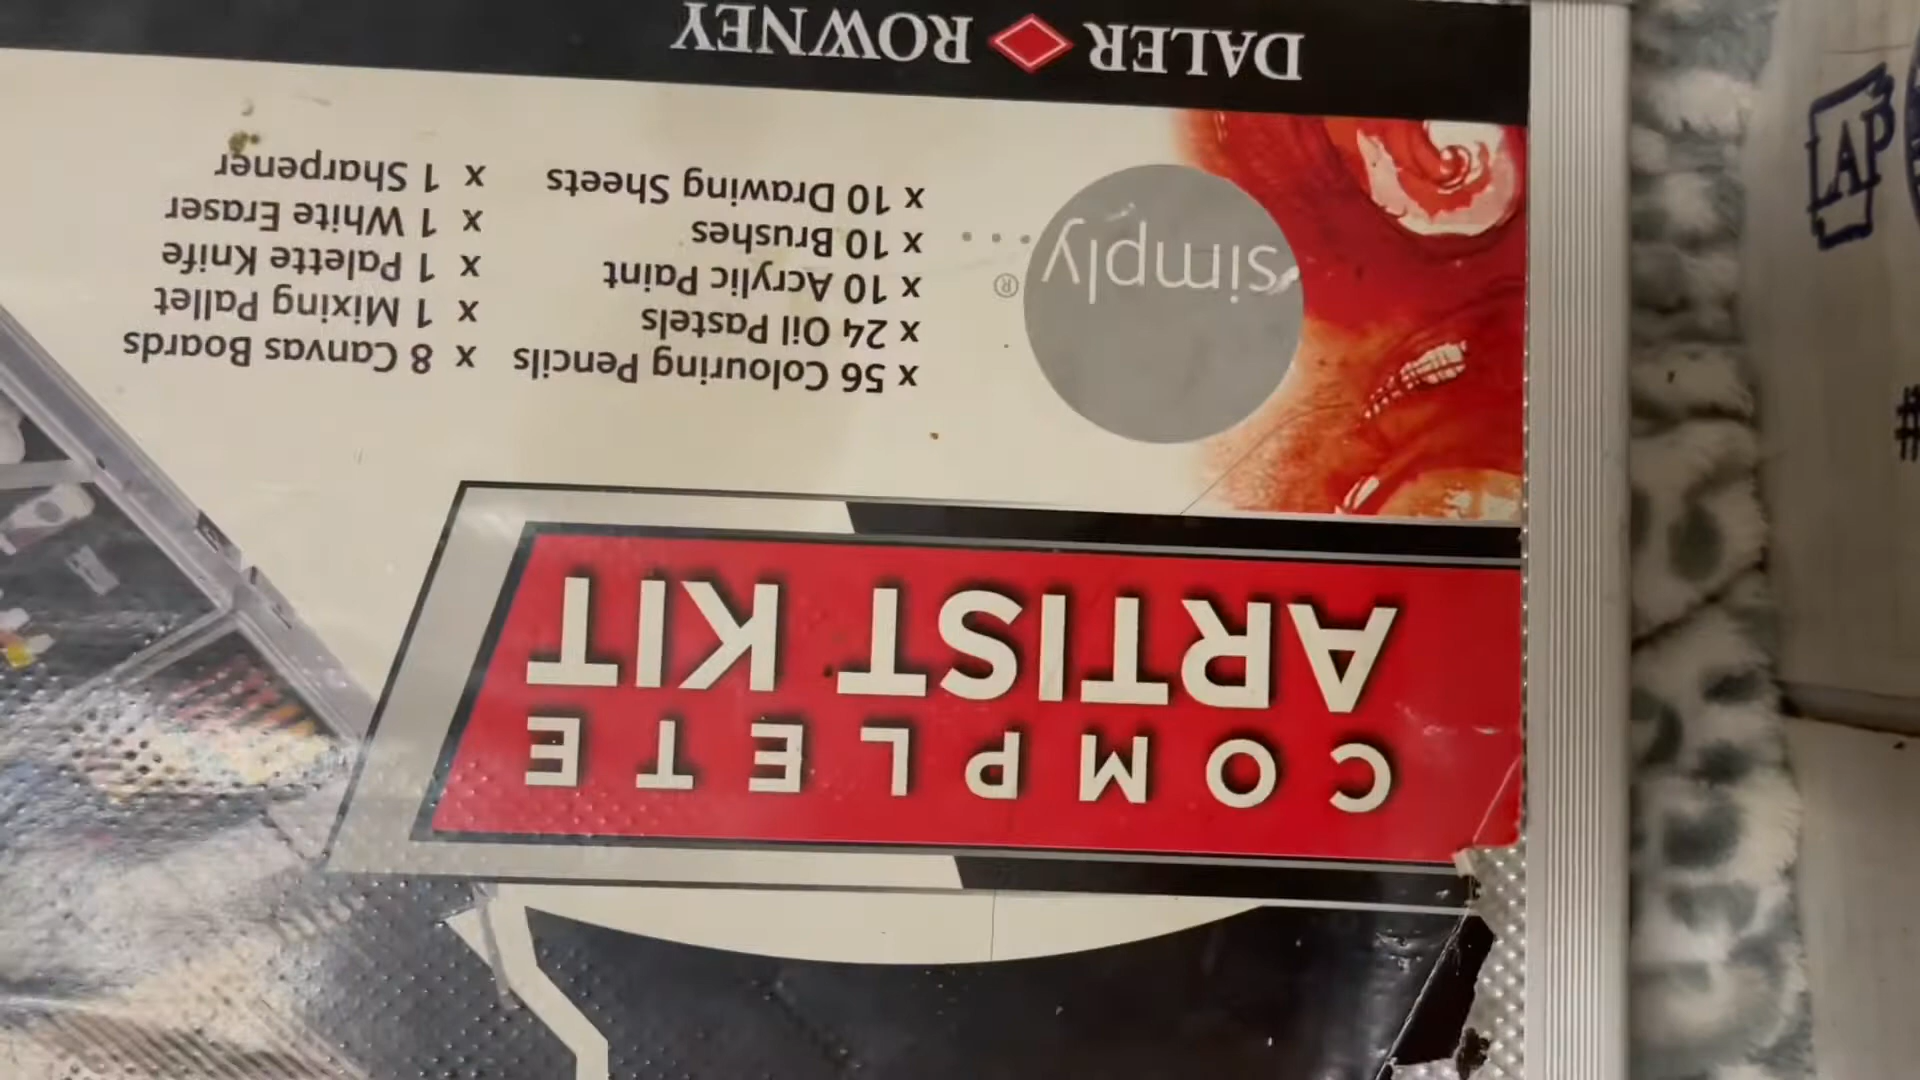 COMPLETE
ARTIST KIT
simply®
x 56 Colouring Pencils
x 24 Oil Pastels
x 10 Acrylic Paint
x 10 Brushes
x 10 Drawing Sheets
x 8 Canvas Boards
x 1 Mixing Pallet
x 1 Palette Knife
x 1 White Eraser
x 1 Sharpener
DALER ROWNEY
AP
#